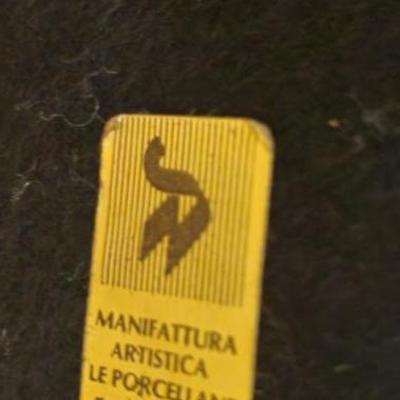 MANIFATTURA
ARTISTICA
LE PORCELLANE